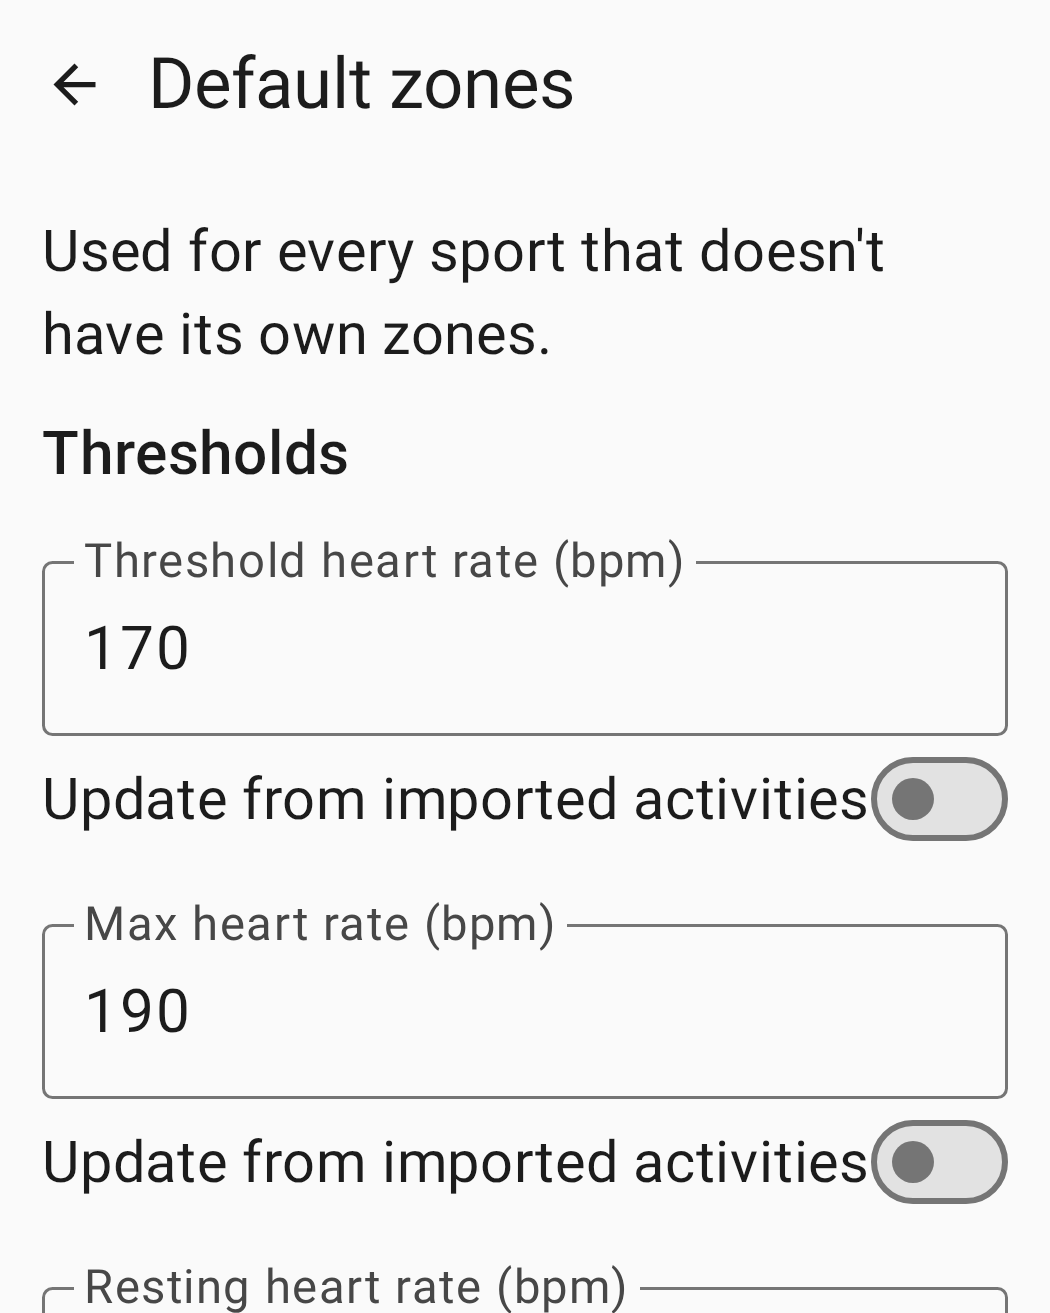 Default zones
Used for every sport that doesn't
have its own zones.
Thresholds
Threshold heart rate (bpm)
170
Update from imported activities
Max heart rate (bpm)
190
Update from imported activities
Resting heart rate (bpm)